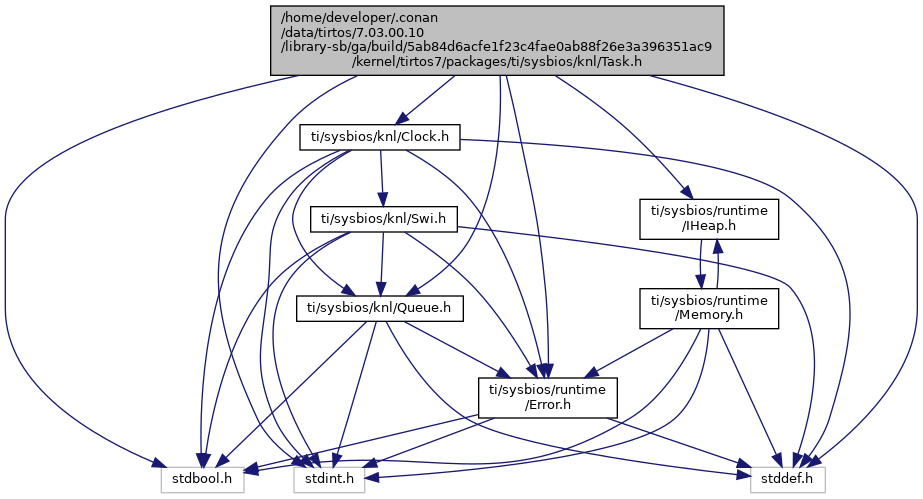 /home/developer/.conan
/data/tirtos/7.03.00.10
/library-sb/ga/build/5ab84d6acfe1f23c4fae0ab88f26e3a396351ac9
/kernel/tirtos7/packages/ti/sysbios/knl/Task.h
ti/sysbios/knl/Clock.h
ti/sysbios/knl/Swi.h
ti/sysbios/runtime
/IHeap.h
ti/sysbios/knl/Queue.h
ti/sysbios/runtime
/Memory.h
ti/sysbios/runtime
/Error.h
stdbool.h
stdint.h
stddef.h